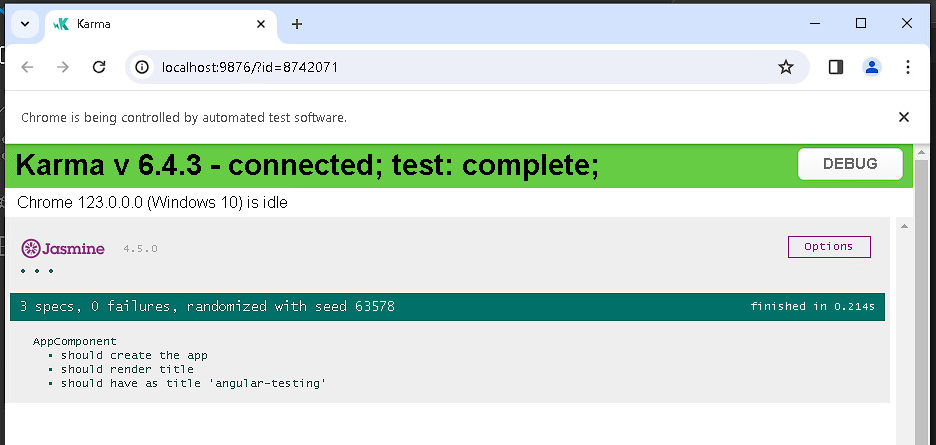 Karma
localhost:9876/?id=8742071
Chrome is being controlled by automated test software.
Karma v 6.4.3 - connected; test: complete;
DEBUG
Chrome 123.0.0.0 (Windows 10) is idle
Jasmine 4.5.0
Options
• • •
3 specs, 0 failures, randomized with seed 63578
finished in 0.214s
AppComponent
• should create the app
• should render title
• should have as title 'angular-testing'